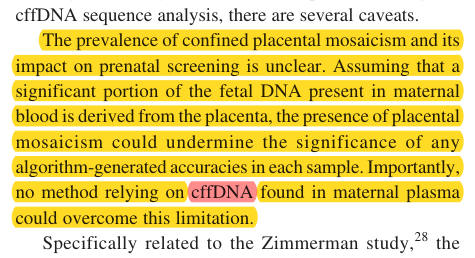 cffDNA sequence analysis, there are several caveats.
The prevalence of confined placental mosaicism and its
impact on prenatal screening is unclear. Assuming that a
significant portion of the fetal DNA present in maternal
blood is derived from the placenta, the presence of placental
mosaicism could undermine the significance of any
algorithm-generated accuracies in each sample. Importantly,
no method relying on cffDNA found in maternal plasma
could overcome this limitation.
Specifically related to the Zimmerman study,28 the